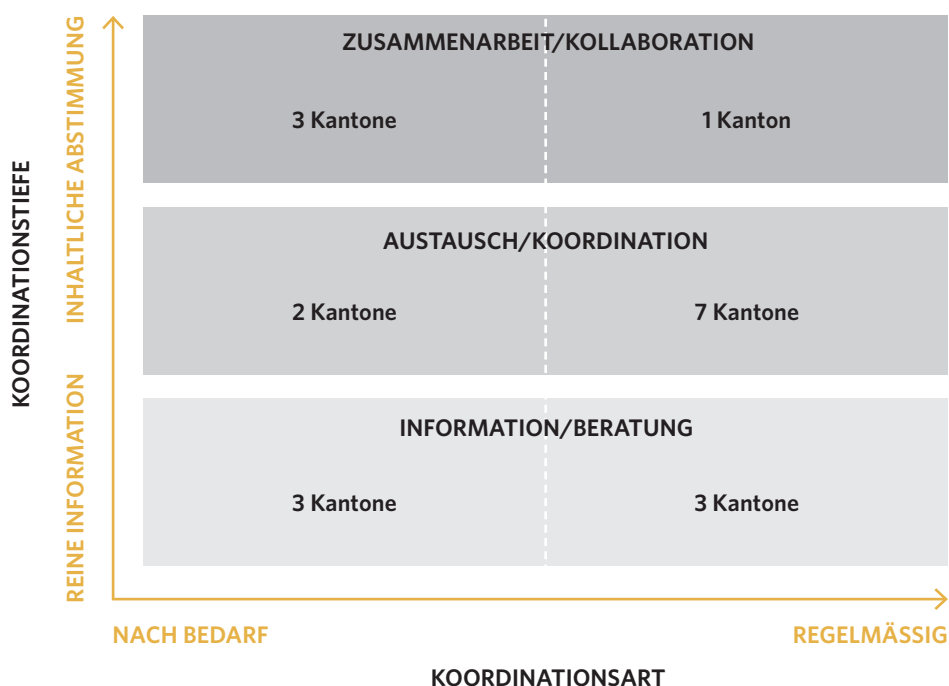 ZUSAMMENARBEIT/KOLLABORATION
3 Kantone
1 Kanton
AUSTAUSCH/KOORDINATION
2 Kantone
7 Kantone
INFORMATION/BERATUNG
3 Kantone
3 Kantone
KOORDINATIONSTIEFE
INHALTLICHE ABSTIMMUNG
REINE INFORMATION
NACH BEDARF
REGELMÄSSIG
KOORDINATIONSART